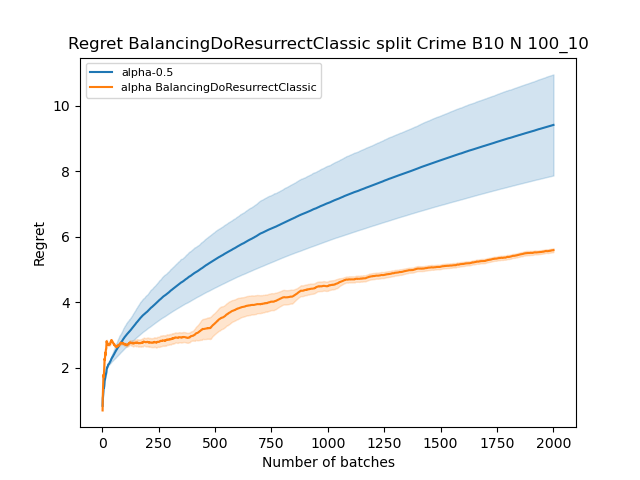 Regret BalancingDoResurrectClassic split Crime B10 N 100_10
alpha-0.5
alpha BalancingDoResurrectClassic
10
8
6
4
2
Regret
0 250 500 750 1000 1250 1500 1750 2000
Number of batches